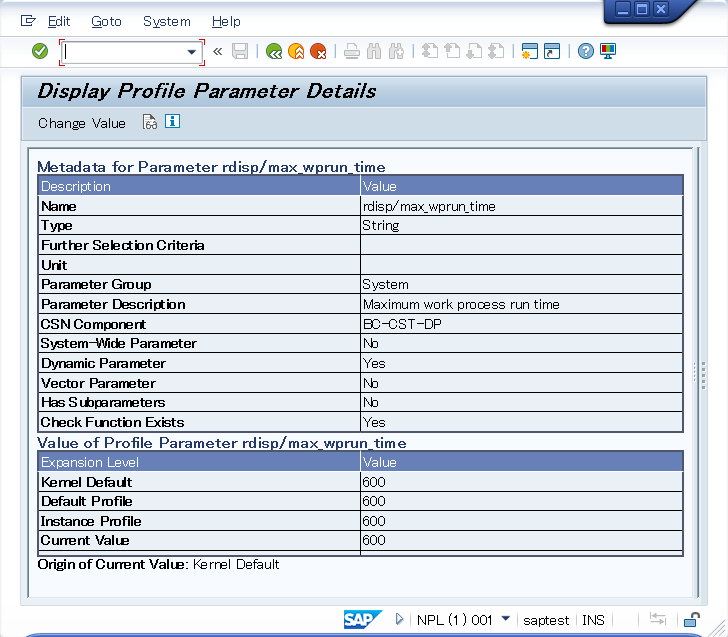 Edit Goto System Help
Display Profile Parameter Details
Change Value
Metadata for Parameter rdisp/max_wprun_time
Description Value
Name rdisp/max_wprun_time
Type String
Further Selection Criteria
Unit
Parameter Group System
Parameter Description Maximum work process run time
CSN Component BC-CST-DP
System-Wide Parameter No
Dynamic Parameter Yes
Vector Parameter No
Has Subparameters No
Check Function Exists Yes
Value of Profile Parameter rdisp/max_wprun_time
Expansion Level Value
Kernel Default 600
Default Profile 600
Instance Profile 600
Current Value 600
Origin of Current Value: Kernel Default
SAP NPL (1) 001 saptest INS